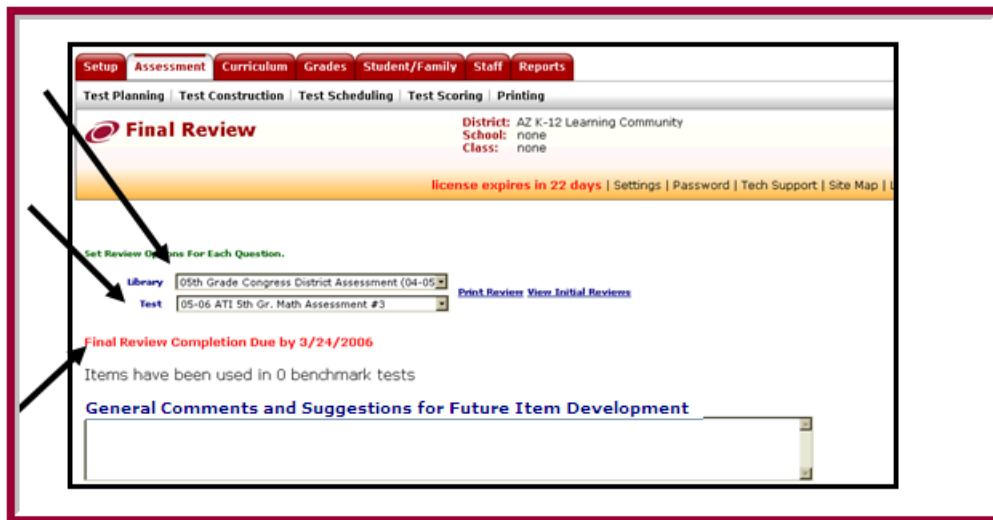 Setup Assessment Curriculum Grades Student/Family Staff Reports
Test Planning | Test Construction | Test Scheduling | Test Scoring | Printing
Final Review
District: AZ K-12 Learning Community
School: none
Class: none
license expires in 22 days | Settings | Password | Tech Support | Site Map |
Set Review Options For Each Question.
Library 05th Grade Congress District Assessment (04-05
Print Review View Initial Reviews
Test 05-06 ATI 5th Gr. Math Assessment #3
Final Review Completion Due by 3/24/2006
Items have been used in 0 benchmark tests
General Comments and Suggestions for Future Item Development